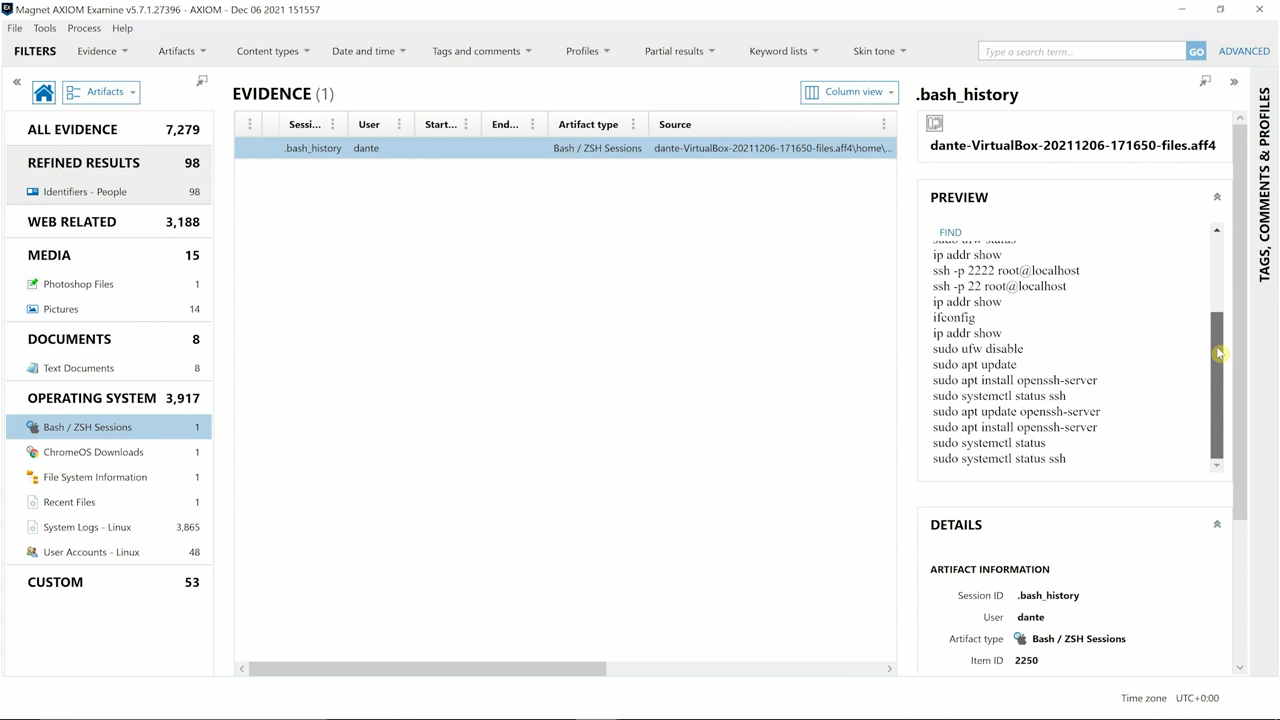 Magnet AXIOM Examine v5.7.1.27396 - AXIOM - Dec 06 2021 151557
File Tools Process Help
FILTERS Evidence Artifacts Content types Date and time Tags and comments Profiles Partial results Keyword lists Skin tone Type a search term... GO ADVANCED
Artifacts
ALL EVIDENCE 7,279
REFINED RESULTS 98
Identifiers - People 98
WEB RELATED 3,188
MEDIA 15
Photoshop Files 1
Pictures 14
DOCUMENTS 8
Text Documents 8
OPERATING SYSTEM 3,917
Bash / ZSH Sessions 1
ChromeOS Downloads 1
File System Information 1
Recent Files 1
System Logs - Linux 3,865
User Accounts - Linux 48
CUSTOM 53
EVIDENCE (1)
Column view
Sessi... User Start... End... Artifact type Source
.bash_history dante Bash / ZSH Sessions dante-VirtualBox-20211206-171650-files.aff4\home\...
.bash_history
dante-VirtualBox-20211206-171650-files.aff4
PREVIEW
FIND
sudo ufw status
ip addr show
ssh -p 2222 root@localhost
ssh -p 22 root@localhost
ip addr show
ifconfig
ip addr show
sudo ufw disable
sudo apt update
sudo apt install openssh-server
sudo systemctl status ssh
sudo apt update openssh-server
sudo apt install openssh-server
sudo systemctl status
sudo systemctl status ssh
DETAILS
ARTIFACT INFORMATION
Session ID .bash_history
User dante
Artifact type Bash / ZSH Sessions
Item ID 2250
TAGS, COMMENTS & PROFILES
Time zone UTC+0:00